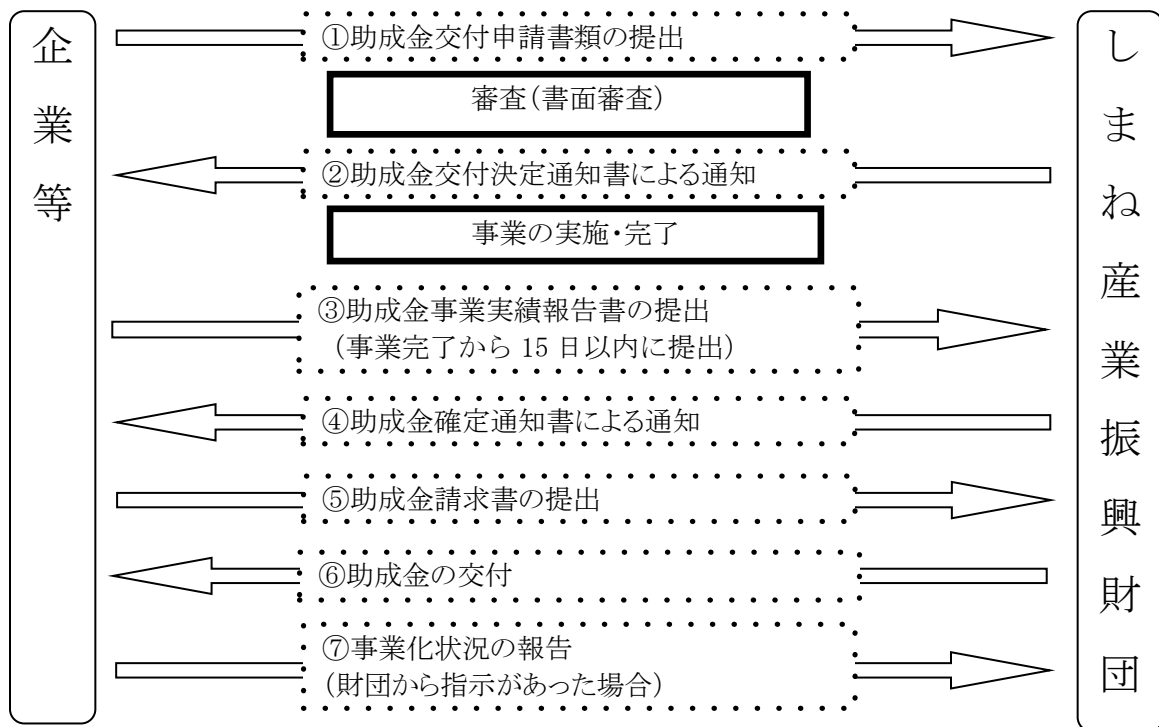 企業等
①助成金交付申請書類の提出
審査(書面審査)
②助成金交付決定通知書による通知
事業の実施・完了
③助成金事業実績報告書の提出
(事業完了から 15 日以内に提出)
④助成金確定通知書による通知
⑤助成金請求書の提出
⑥助成金の交付
⑦事業化状況の報告
(財団から指示があった場合)
しまね産業振興財団